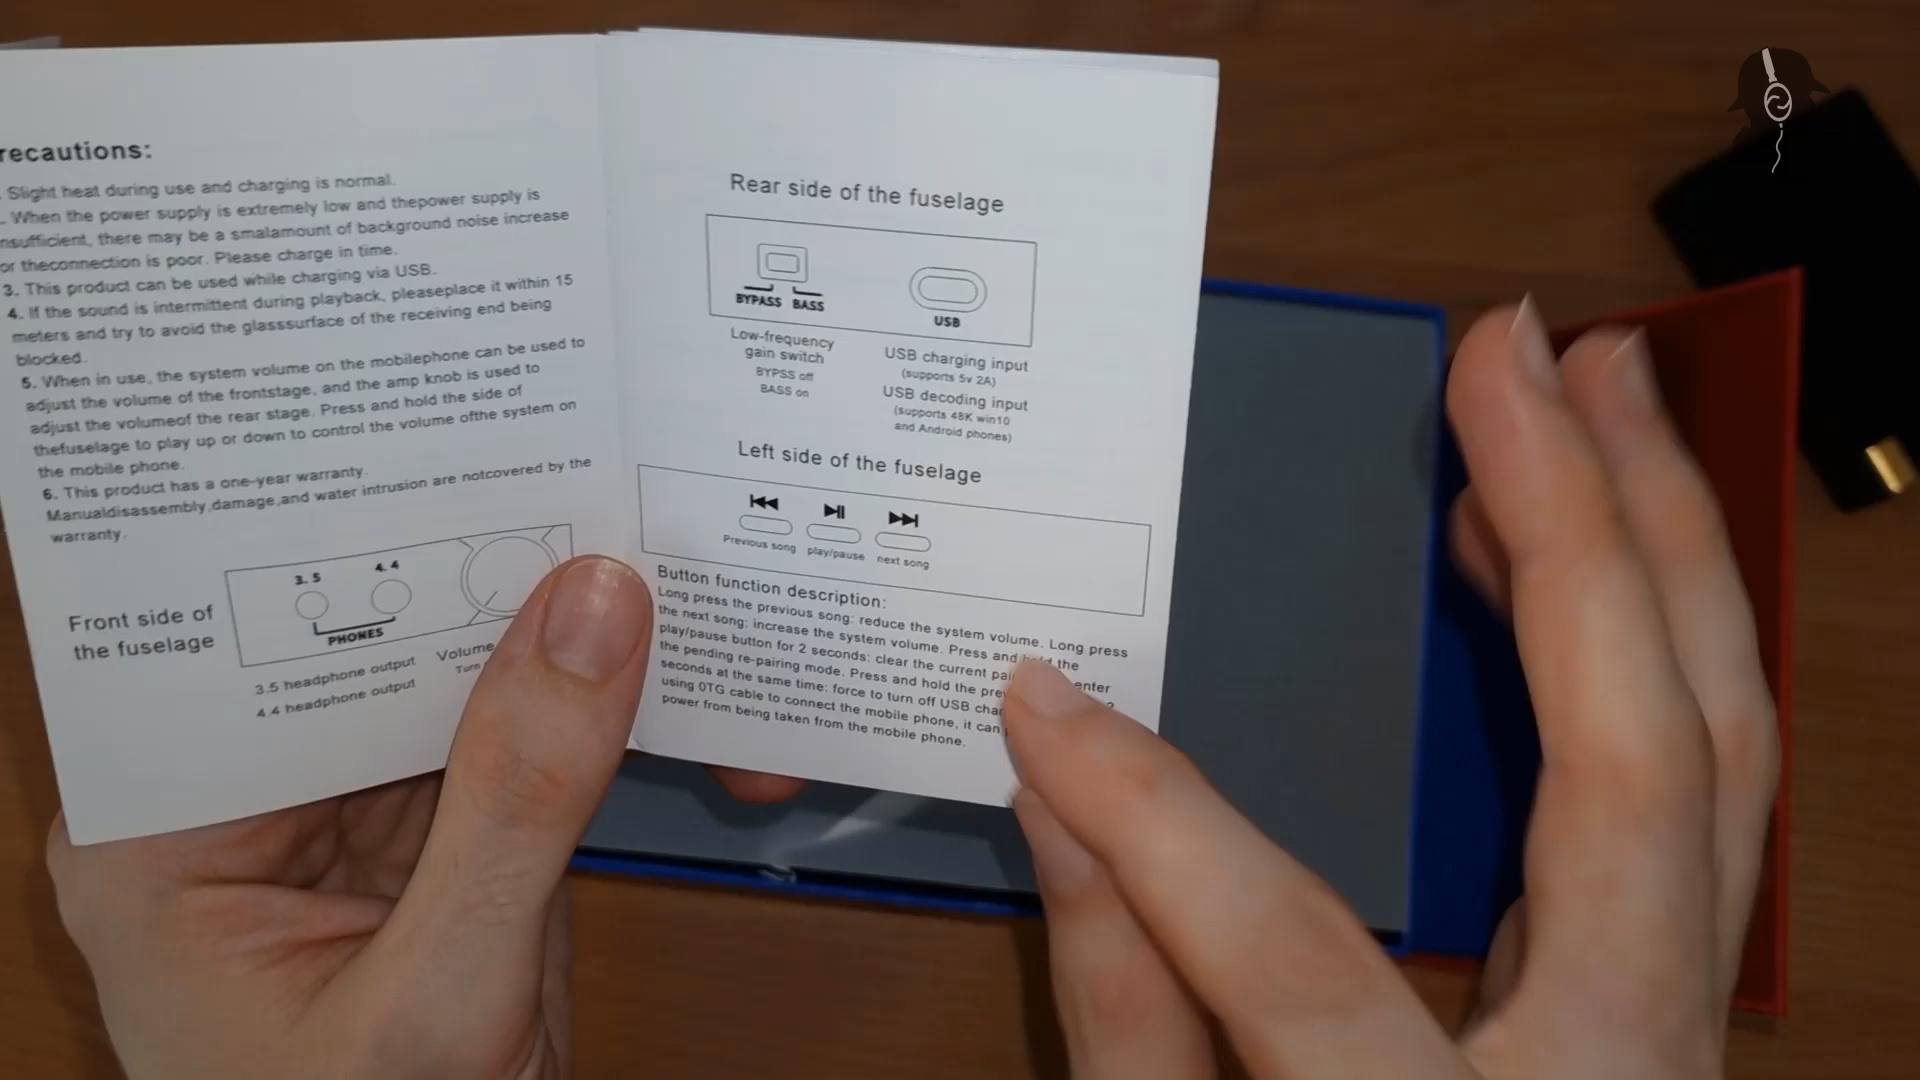 recautions:
. Slight heat during use and charging is normal.
. When the power supply is extremely low and thepower supply is
nsufficient, there may be a smalamount of background noise increase
or theconnection is poor. Please charge in time.
3. This product can be used while charging via USB.
4. If the sound is intermittent during playback, pleaseplace it within 15
meters and try to avoid the glasssurface of the receiving end being
blocked.
5. When in use, the system volume on the mobilephone can be used to
adjust the volume of the frontstage, and the amp knob is used to
adjust the volumeof the rear stage. Press and hold the side of
thefuselage to play up or down to control the volume ofthe system on
the mobile phone.
6. This product has a one-year warranty.
Manualdisassembly,damage,and water intrusion are notcovered by the
warranty.
Front side of
the fuselage
3.5
4.4
PHONES
3.5 headphone output
4.4 headphone output
Volume
Turn
Rear side of the fuselage
BYPASS BASS
USB
Low-frequency
gain switch
BYPSS off
BASS on
USB charging input
(supports 5v 2A)
USB decoding input
(supports 48K win10
and Android phones)
Left side of the fuselage
Previous song
play/pause
next song
Button function description:
Long press the previous song: reduce the system volume. Long press
the next song: increase the system volume. Press and hold the
play/pause button for 2 seconds: clear the current enter
the pending re-pairing mode. Press and hold the
seconds at the same time: force to turn off USB
using OTG cable to connect the mobile phone, it can
power from being taken from the mobile phone.